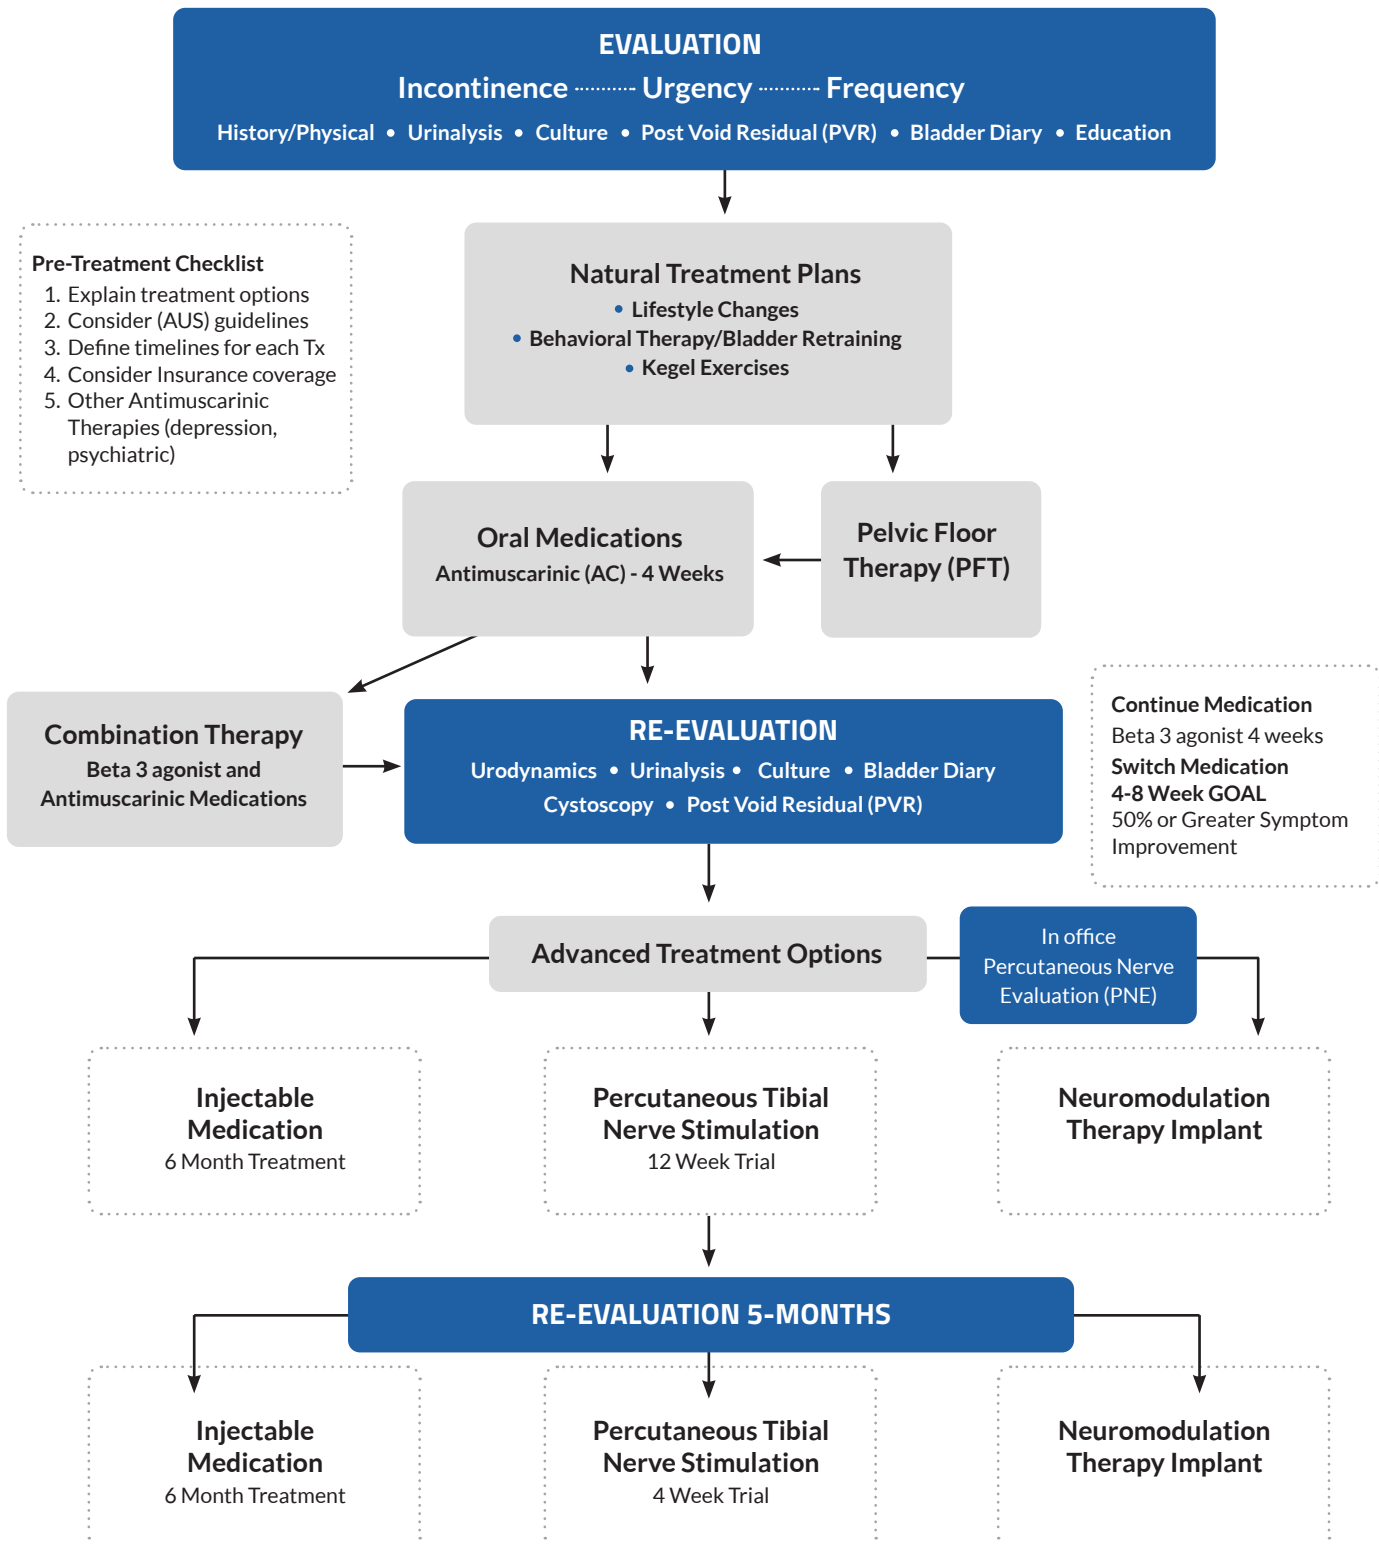 EVALUATION
Incontinence Urgency Frequency
History/Physical • Urinalysis • Culture • Post Void Residual (PVR) • Bladder Diary • Education
Pre-Treatment Checklist
1. Explain treatment options
2. Consider (AUS) guidelines
3. Define timelines for each Tx
4. Consider Insurance coverage
5. Other Antimuscarinic
Therapies (depression,
psychiatric)
Natural Treatment Plans
• Lifestyle Changes
• Behavioral Therapy/Bladder Retraining
• Kegel Exercises
Oral Medications
Antimuscarinic (AC) - 4 Weeks
Pelvic Floor
Therapy (PFT)
Combination Therapy
Beta 3 agonist and
Antimuscarinic Medications
RE-EVALUATION
Urodynamics • Urinalysis • Culture • Bladder Diary
Cystoscopy • Post Void Residual (PVR)
Continue Medication
Beta 3 agonist 4 weeks
Switch Medication
4-8 Week GOAL
50% or Greater Symptom
Improvement
Advanced Treatment Options
In office
Percutaneous Nerve
Evaluation (PNE)
Injectable
Medication
6 Month Treatment
Percutaneous Tibial
Nerve Stimulation
12 Week Trial
Neuromodulation
Therapy Implant
RE-EVALUATION 5-MONTHS
Injectable
Medication
6 Month Treatment
Percutaneous Tibial
Nerve Stimulation
4 Week Trial
Neuromodulation
Therapy Implant